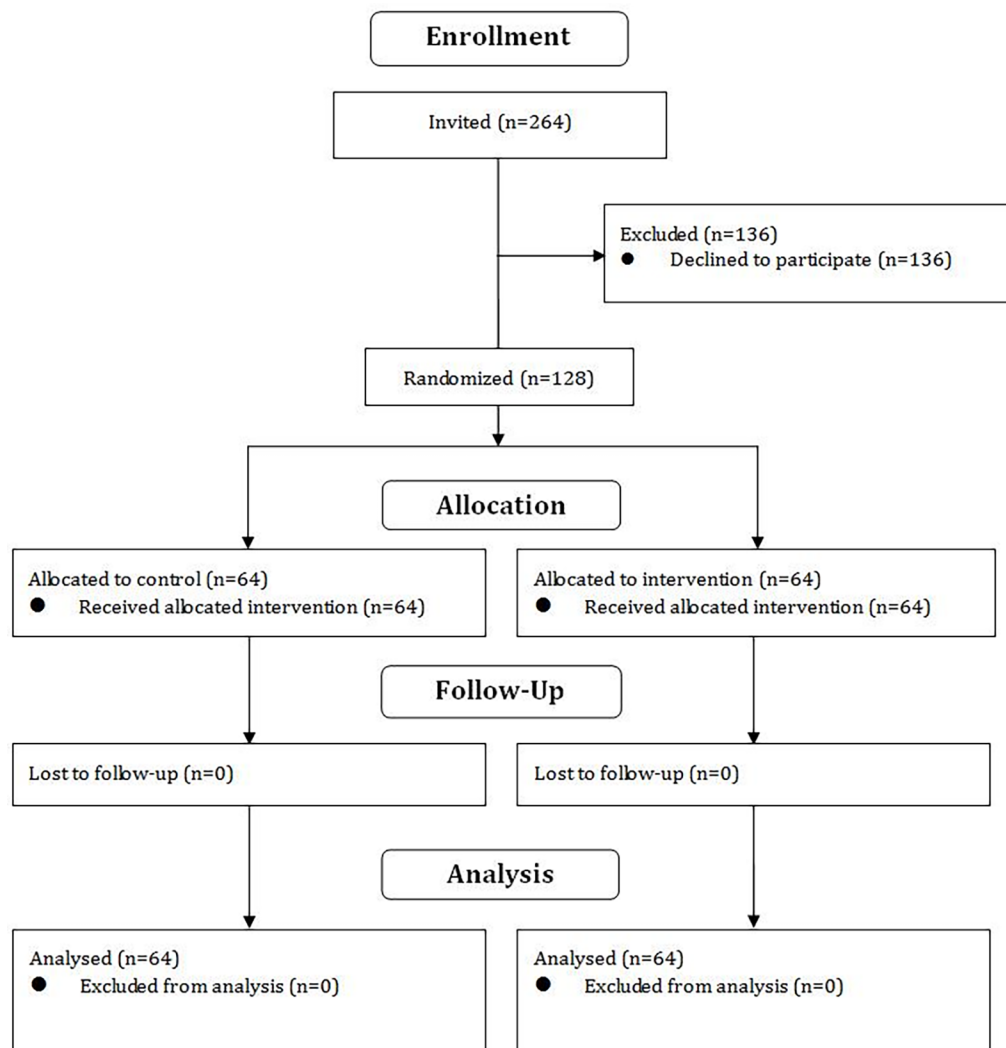 Enrollment
Invited (n=264)
Excluded (n=136)
● Declined to participate (n=136)
Randomized (n=128)
Allocation
Allocated to control (n=64)
● Received allocated intervention (n=64)
Allocated to intervention (n=64)
● Received allocated intervention (n=64)
Follow-Up
Lost to follow-up (n=0)
Lost to follow-up (n=0)
Analysis
Analysed (n=64)
● Excluded from analysis (n=0)
Analysed (n=64)
● Excluded from analysis (n=0)